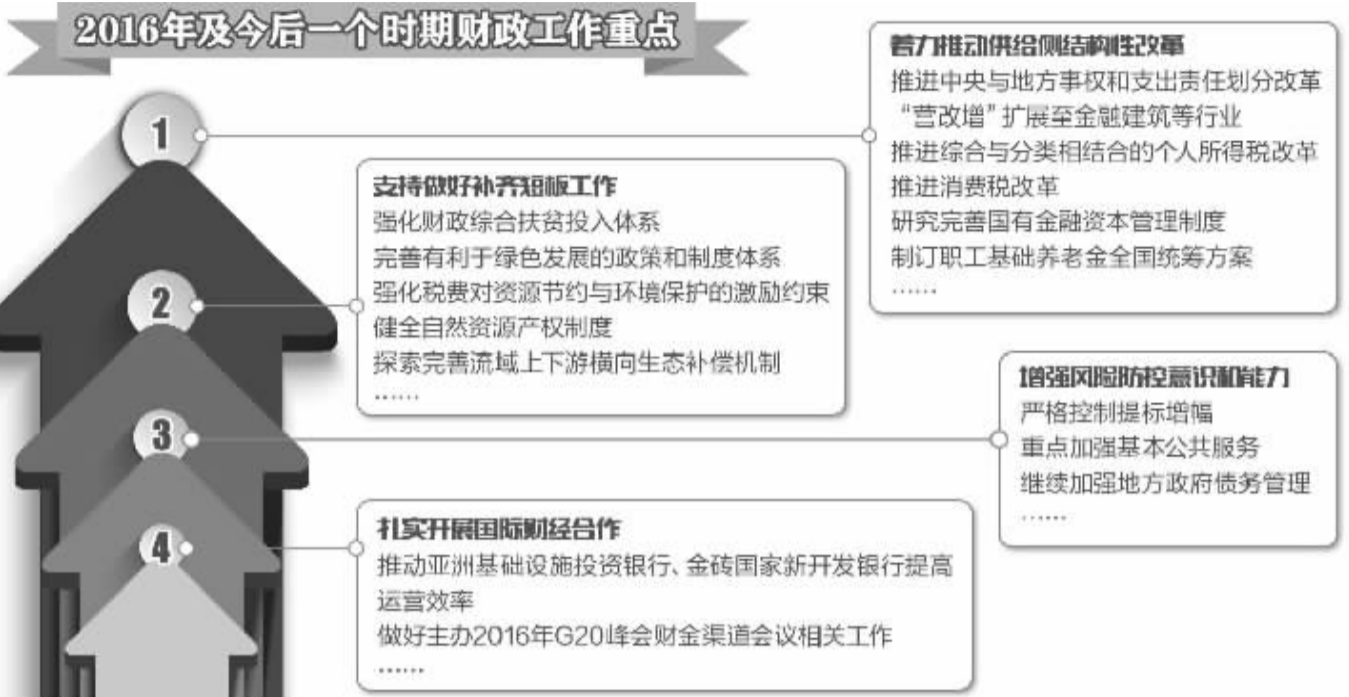 2016年及今后一个时期财政工作重点
1
着力推动供给侧结构性改革
推进中央与地方事权和支出责任划分改革
“营改增”扩展至金融建筑等行业
推进综合与分类相结合的个人所得税改革
推进消费税改革
研究完善国有金融资本管理制度
制订职工基础养老金全国统筹方案
……
2
支持做好补齐短板工作
强化财政综合扶贫投入体系
完善有利于绿色发展的政策和制度体系
强化税费对资源节约与环境保护的激励约束
健全自然资源产权制度
探索完善流域上下游横向生态补偿机制
……
3
增强风险防控意识和能力
严格控制提标增幅
重点加强基本公共服务
继续加强地方政府债务管理
……
4
扎实开展国际财经合作
推动亚洲基础设施投资银行、金砖国家新开发银行提高
运营效率
做好主办2016年G20峰会财金渠道会议相关工作
……